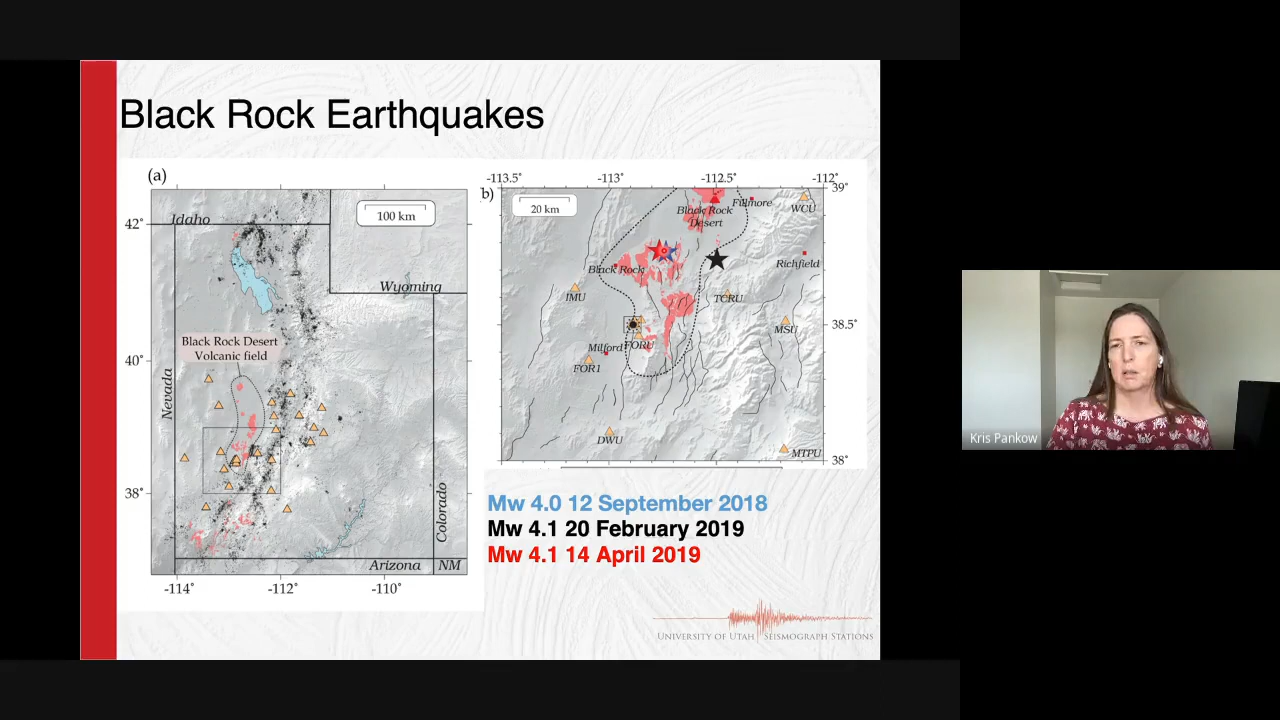 Black Rock Earthquakes
(a)
Idaho
100 km
42°
Wyoming
Black Rock Desert
Volcanic field
40°
Nevada
38°
Colorado
Arizona
NM
-114°
-112°
-110°
b)
-113.5°
-113°
-112.5°
-112°
39°
20 km
Black Rock
Desert
Fillmore
WCU
Black Rock
Richfield
IMU
TCRU
38.5°
MSU
Milford
FORU
FOR1
DWU
MTPU
38°
Mw 4.0 12 September 2018
Mw 4.1 20 February 2019
Mw 4.1 14 April 2019
UNIVERSITY OF UTAH SEISMOGRAPH STATIONS
Kris Pankow